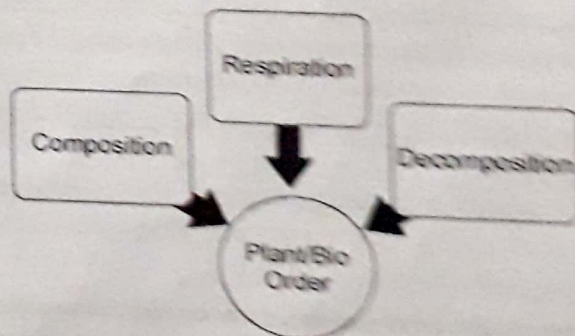 Respiration
Composition
Decomposition
Plant/Bio
Order